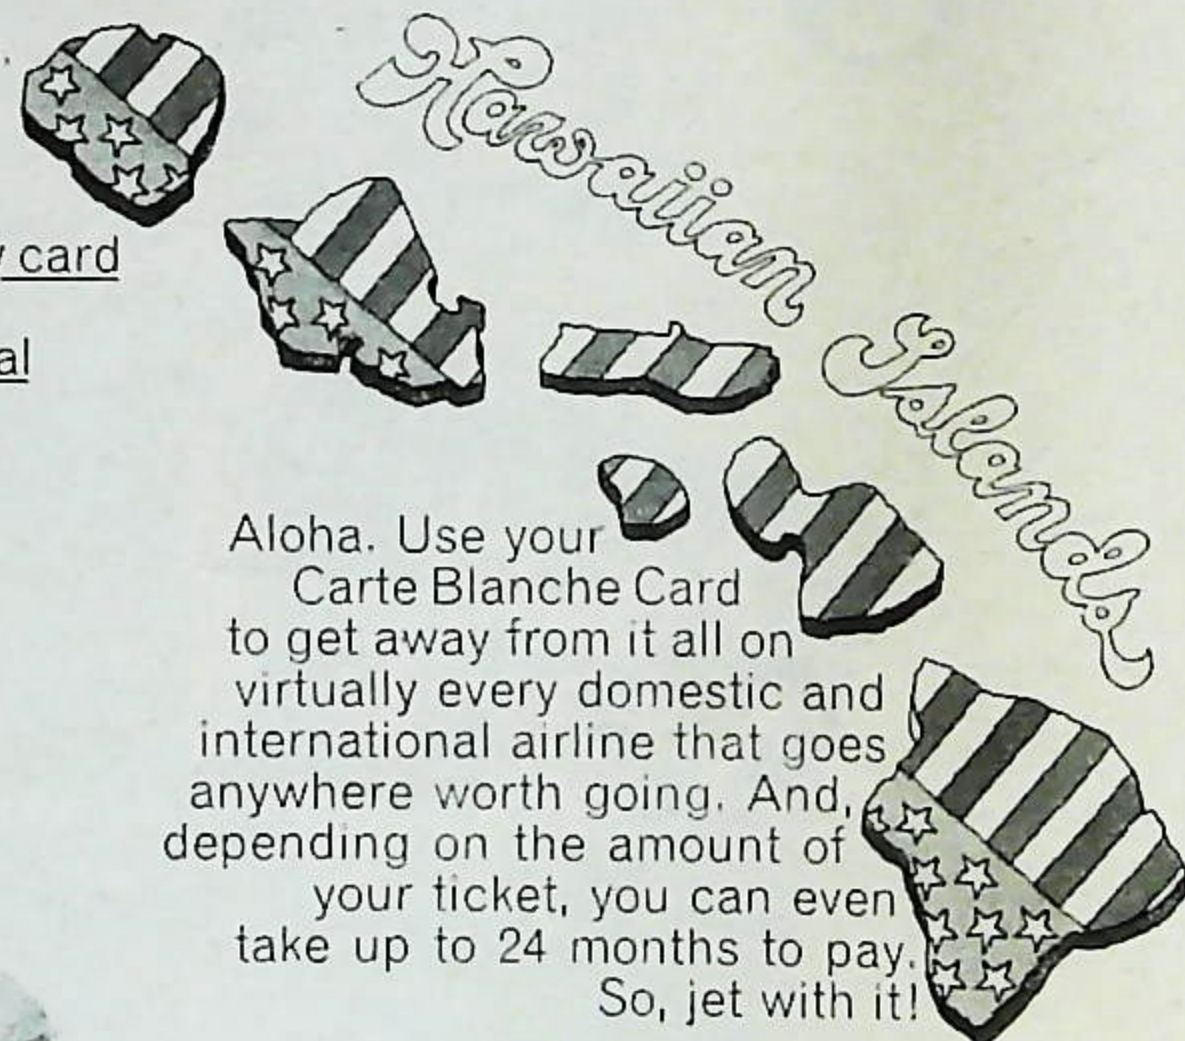 Hawaiian
Islands
card
al
Aloha. Use your
Carte Blanche Card
to get away from it all on
virtually every domestic and
international airline that goes
anywhere worth going. And,
depending on the amount of
your ticket, you can even
take up to 24 months to pay.
So, jet with it!